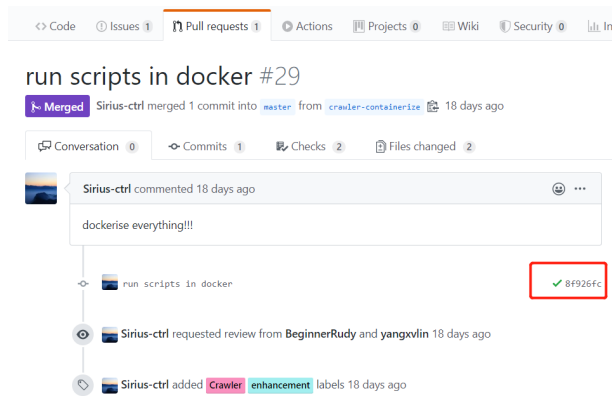 Code Issues 1 Pull requests 1 Actions Projects 0 Wiki Security 0 In
run scripts in docker #29
Merged Sirius-ctrl merged 1 commit into master from crawler-containerize 18 days ago
Conversation 0 Commits 1 Checks 2 Files changed 2
Sirius-ctrl commented 18 days ago
dockerise everything!!!
run scripts in docker 8f926fc
Sirius-ctrl requested review from BeginnerRudy and yangxvlin 18 days ago
Sirius-ctrl added Crawler enhancement labels 18 days ago